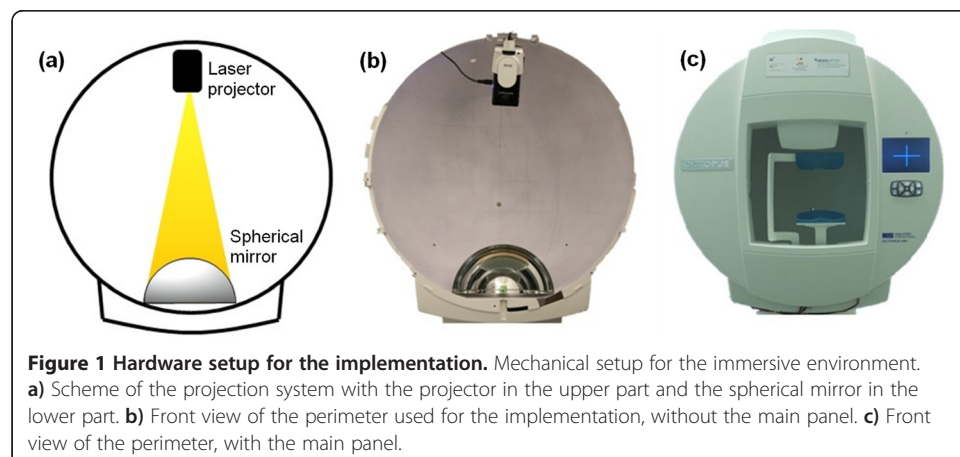 (a)
Laser
projector
Spherical
mirror
(b)
(c)
OCTOPUS
Figure 1 Hardware setup for the implementation. Mechanical setup for the immersive environment.
a) Scheme of the projection system with the projector in the upper part and the spherical mirror in the
lower part. b) Front view of the perimeter used for the implementation, without the main panel. c) Front
view of the perimeter, with the main panel.